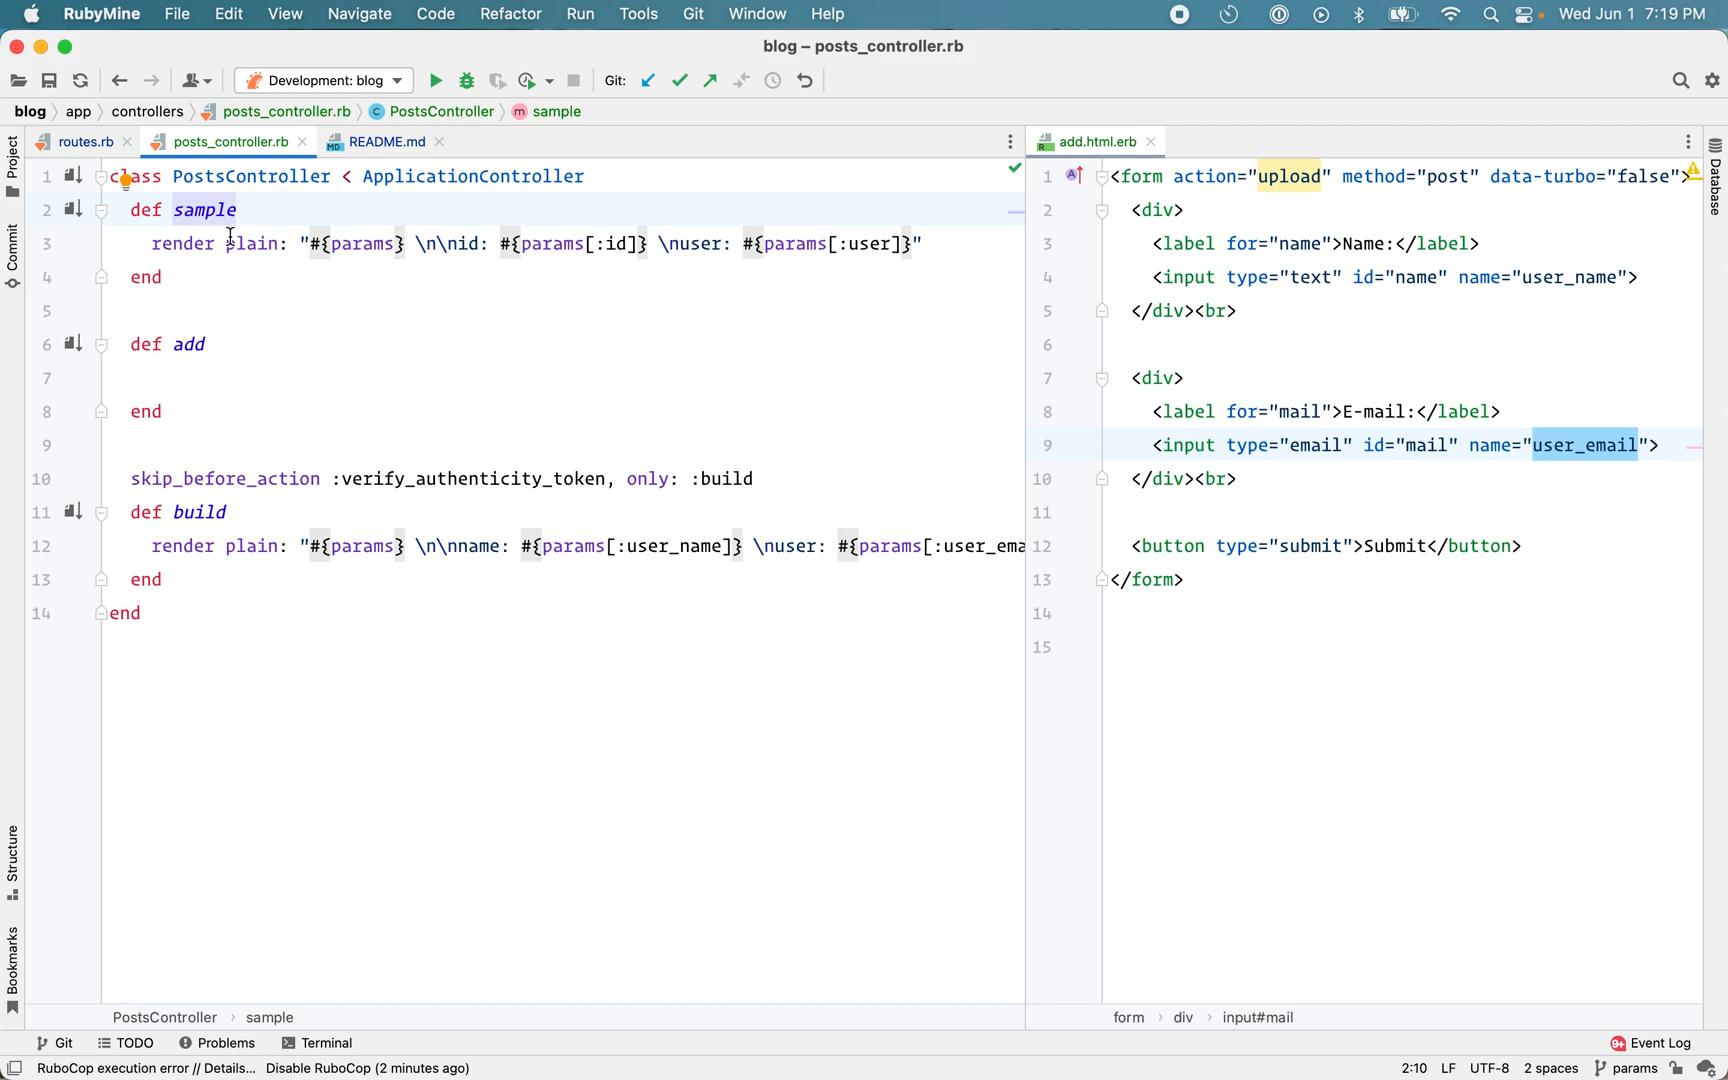 RubyMine File Edit View Navigate Code Refactor Run Tools Git Window Help Wed Jun 1 7:19 PM
blog – posts_controller.rb
Development: blog Git:
blog app controllers posts_controller.rb PostsController sample
routes.rb posts_controller.rb README.md add.html.erb
Project
Commit
Structure
Bookmarks
1 class PostsController < ApplicationController
2 def sample
3 render plain: "#{params} \n\nid: #{params[:id]} \nuser: #{params[:user]}"
4 end
5
6 def add
7
8 end
9
10 skip_before_action :verify_authenticity_token, only: :build
11 def build
12 render plain: "#{params} \n\nname: #{params[:user_name]} \nuser: #{params[:user_ema
13 end
14 end
1 <form action="upload" method="post" data-turbo="false">
2 <div>
3 <label for="name">Name:</label>
4 <input type="text" id="name" name="user_name">
5 </div><br>
6
7 <div>
8 <label for="mail">E-mail:</label>
9 <input type="email" id="mail" name="user_email">
10 </div><br>
11
12 <button type="submit">Submit</button>
13 </form>
14
15
Database
PostsController sample
form div input#mail
Git TODO Problems Terminal 9+ Event Log
RuboCop execution error // Details... Disable RuboCop (2 minutes ago) 2:10 LF UTF-8 2 spaces params